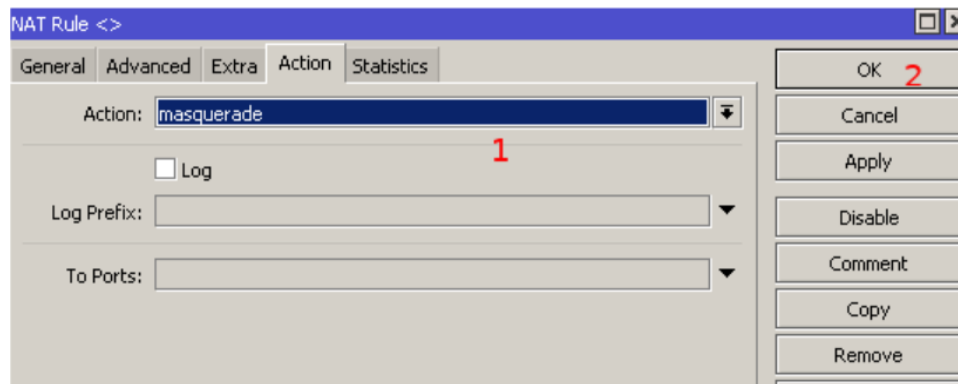 NAT Rule <>
General Advanced Extra Action Statistics
Action: masquerade
1
Log
Log Prefix:
To Ports:
OK 2
Cancel
Apply
Disable
Comment
Copy
Remove